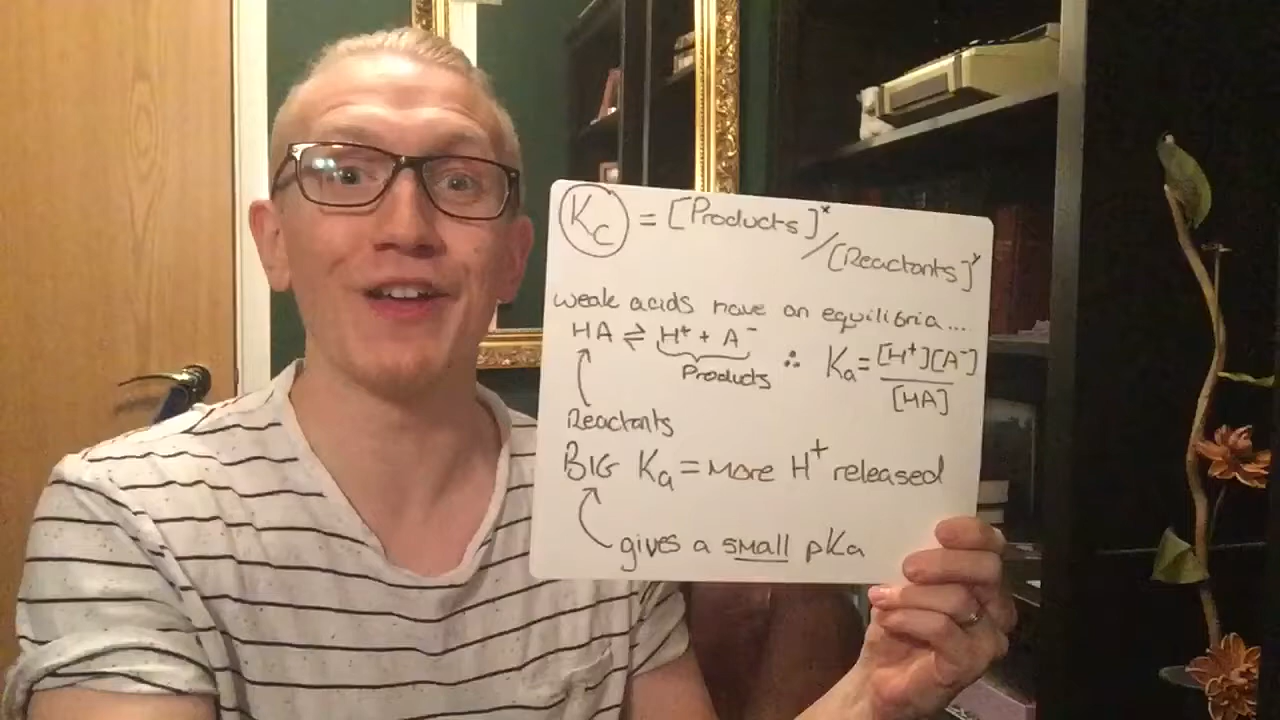 Kc = [Products]ˣ/[Reactants]ʸ
weak acids have an equilibria....
HA ⇌ H⁺ + A⁻ ∴ Ka = [H⁺][A⁻]/[HA]
Products
Reactants
BIG Ka = more H⁺ released
gives a small pKa